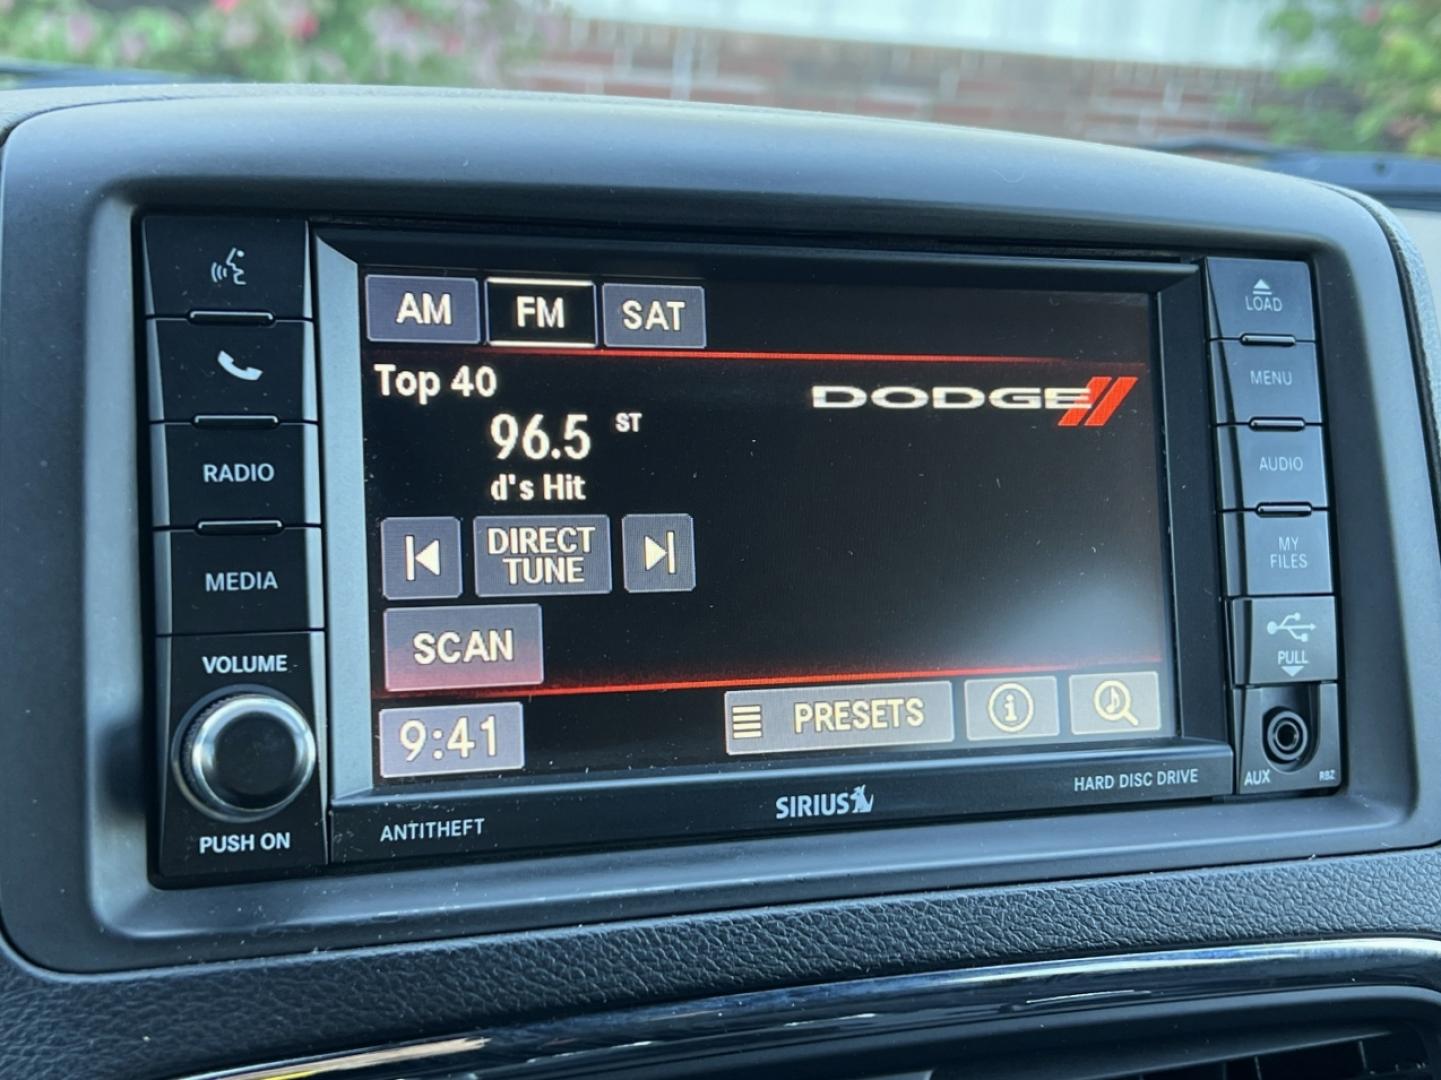 AM FM SAT
Top 40
DODGE
96.5 ST
d's Hit
DIRECT
TUNE
SCAN
9:41
PRESETS
i
RADIO
MEDIA
VOLUME
PUSH ON
LOAD
MENU
AUDIO
MY
FILES
PULL
AUX
RBZ
ANTITHEFT
SIRIUS
HARD DISC DRIVE